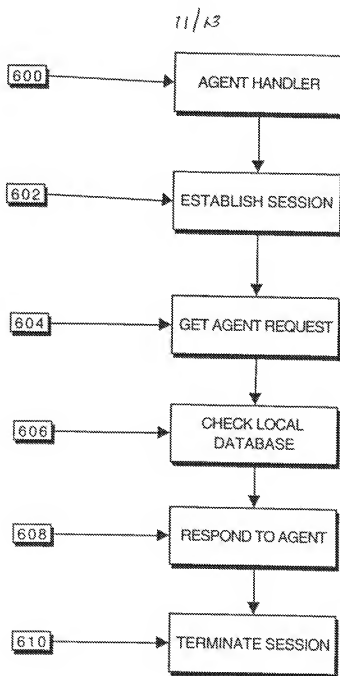 11/13
600
AGENT HANDLER
602
ESTABLISH SESSION
604
GET AGENT REQUEST
606
CHECK LOCAL
DATABASE
608
RESPOND TO AGENT
610
TERMINATE SESSION